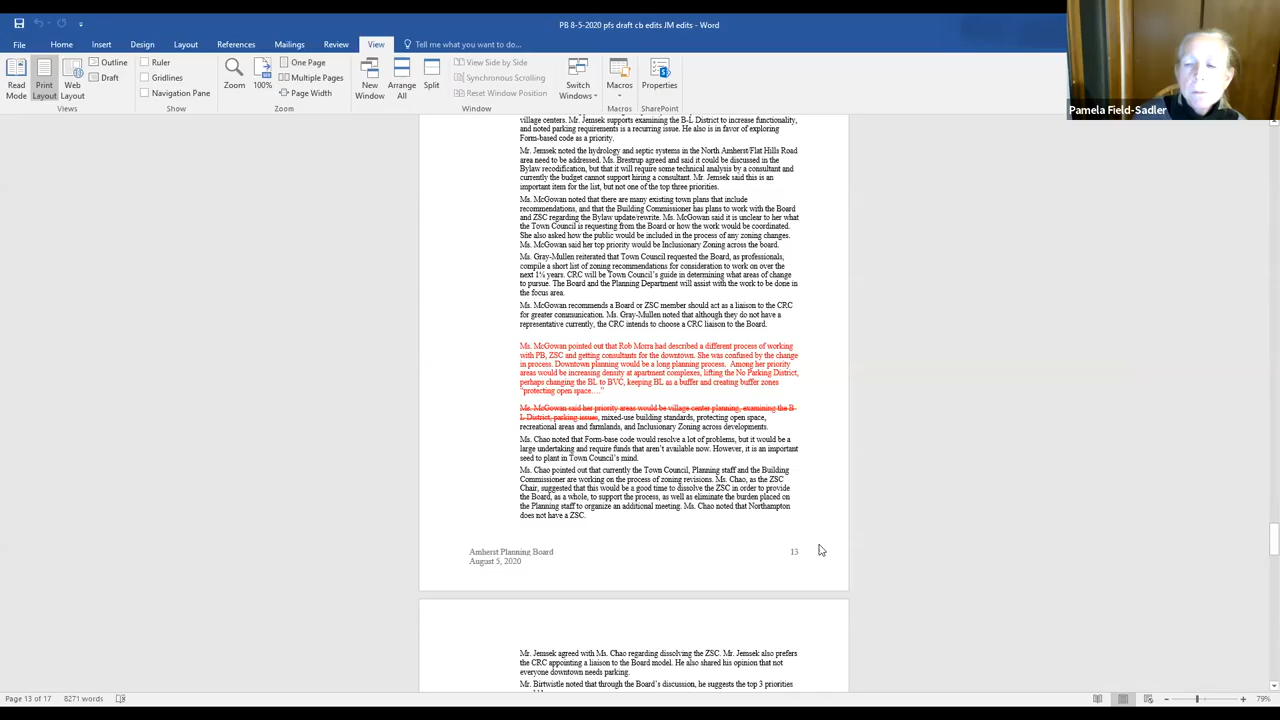 PB 8-5-2020 pfs draft cb edits JM edits - Word
File Home Insert Design Layout References Mailings Review View Tell me what you want to do...
Read Mode
Print Layout
Web Layout
Outline
Draft
Views
Ruler
Gridlines
Navigation Pane
Show
Zoom
100%
One Page
Multiple Pages
Page Width
Zoom
New Window
Arrange All
Split
View Side by Side
Synchronous Scrolling
Reset Window Position
Window
Switch Windows
Macros
Macros
Properties
SharePoint
Pamela Field-Sadler
village centers. Mr. Jemsek supports examining the B-L District to increase functionality,
and noted parking requirements is a recurring issue. He also is in favor of exploring
Form-based code as a priority.
Mr. Jemsek noted the hydrology and septic systems in the North Amherst/Flat Hills Road
area need to be addressed. Ms. Brestrup agreed and said it could be discussed in the
Bylaw recodification, but that it will require some technical analysis by a consultant and
currently the budget cannot support hiring a consultant. Mr. Jemsek said this is an
important item for the list, but not one of the top three priorities.
Ms. McGowan noted that there are many existing town plans that include
recommendations, and that the Building Commissioner has plans to work with the Board
and ZSC regarding the Bylaw update/rewrite. Ms. McGowan said it is unclear to her what
the Town Council is requesting from the Board or how the work would be coordinated.
She also asked how the public would be included in the process of any zoning changes.
Ms. McGowan said her top priority would be Inclusionary Zoning across the board.
Ms. Gray-Mullen reiterated that Town Council requested the Board, as professionals,
compile a short list of zoning recommendations for consideration to work on over the
next 1½ years. CRC will be Town Council's guide in determining what areas of change
to pursue. The Board and the Planning Department will assist with the work to be done in
the focus area.
Ms. McGowan recommends a Board or ZSC member should act as a liaison to the CRC
for greater communication. Ms. Gray-Mullen noted that although they do not have a
representative currently, the CRC intends to choose a CRC liaison to the Board.
Ms. McGowan pointed out that Rob Morra had described a different process of working
with PB, ZSC and getting consultants for the downtown. She was confused by the change
in process. Downtown planning would be a long planning process. Among her priority
areas would be increasing density at apartment complexes, lifting the No Parking District,
perhaps changing the BL to BVC, keeping BL as a buffer and creating buffer zones
"protecting open space…."
Ms. McGowan said her priority areas would be village center planning, examining the B-
L District, parking issues, mixed-use building standards, protecting open space,
recreational areas and farmlands, and Inclusionary Zoning across developments.
Ms. Chao noted that Form-base code would resolve a lot of problems, but it would be a
large undertaking and require funds that aren't available now. However, it is an important
seed to plant in Town Council's mind.
Ms. Chao pointed out that currently the Town Council, Planning staff and the Building
Commissioner are working on the process of zoning revisions. Ms. Chao, as the ZSC
Chair, suggested that this would be a good time to dissolve the ZSC in order to provide
the Board, as a whole, to support the process, as well as eliminate the burden placed on
the Planning staff to organize an additional meeting. Ms. Chao noted that Northampton
does not have a ZSC.
Amherst Planning Board 13
August 5, 2020
Mr. Jemsek agreed with Ms. Chao regarding dissolving the ZSC. Mr. Jemsek also prefers
the CRC appointing a liaison to the Board model. He also shared his opinion that not
everyone downtown needs parking.
Mr. Birtwistle noted that through the Board's discussion, he suggests the top 3 priorities
Page 13 of 17 8271 words 79%